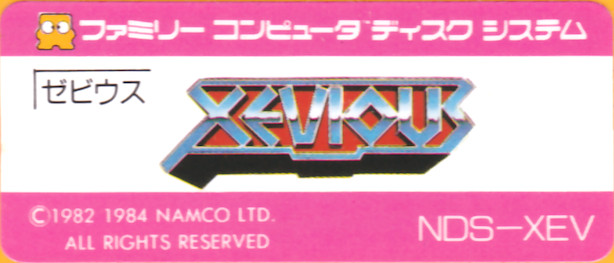 ファミリー コンピュータ ディスク システム
ゼビウス
XEVIOUS
©1982 1984 NAMCO LTD.
ALL RIGHTS RESERVED
NDS-XEV